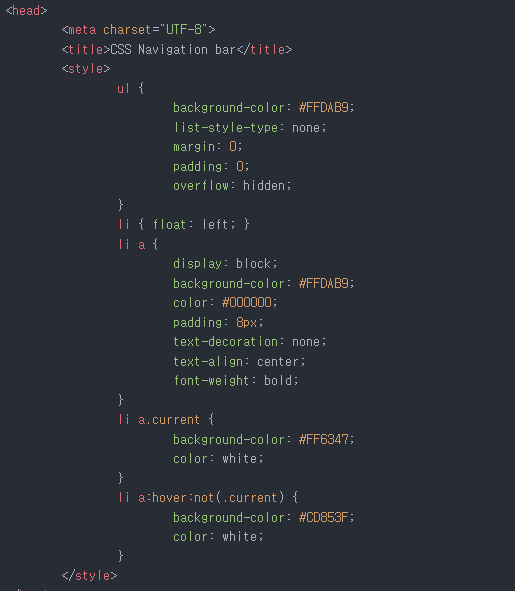 <head>
<meta charset="UTF-8">
<title>CSS Navigation bar</title>
<style>
ul {
background-color: #FFDAB9;
list-style-type: none;
margin: 0;
padding: 0;
overflow: hidden;
}
li { float: left; }
li a {
display: block;
background-color: #FFDAB9;
color: #000000;
padding: 8px;
text-decoration: none;
text-align: center;
font-weight: bold;
}
li a.current {
background-color: #FF6347;
color: white;
}
li a:hover:not(.current) {
background-color: #CD853F;
color: white;
}
</style>